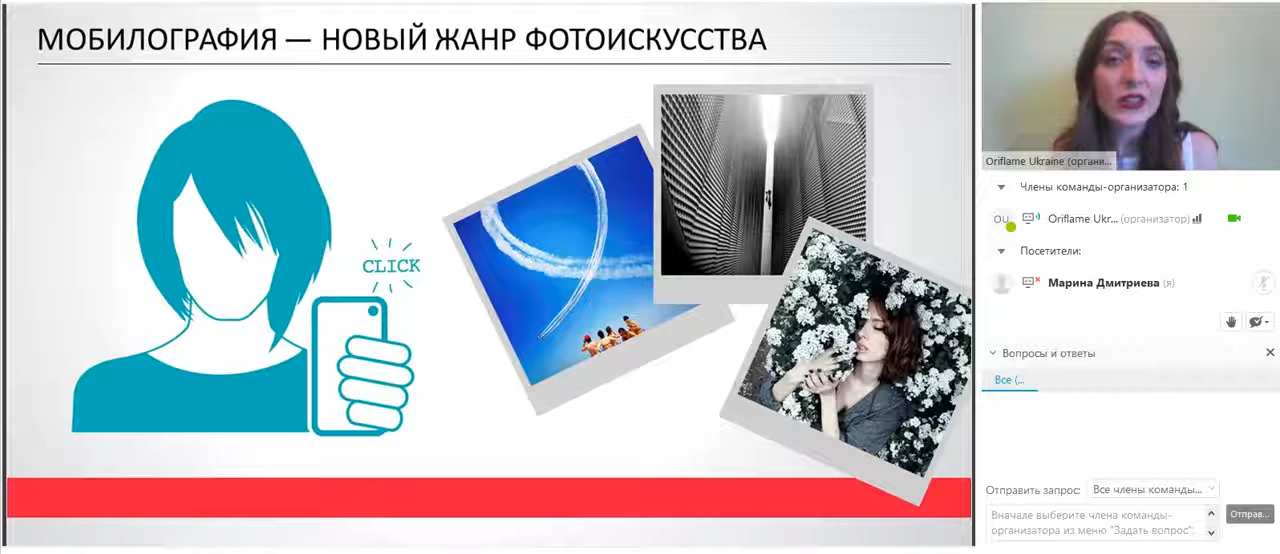 МОБИЛОГРАФИЯ — НОВЫЙ ЖАНР ФОТОИСКУССТВА
CLICK
Oriflame Ukraine (органи...
Члены команды-организатора: 1
OU Oriflame Ukr... (организатор)
Посетители:
Марина Дмитриева (я)
Вопросы и ответы
Все (...
Отправить запрос: Все члены команды...
Вначале выберите члена команды-
организатора из меню "Задать вопрос";
Отправ...